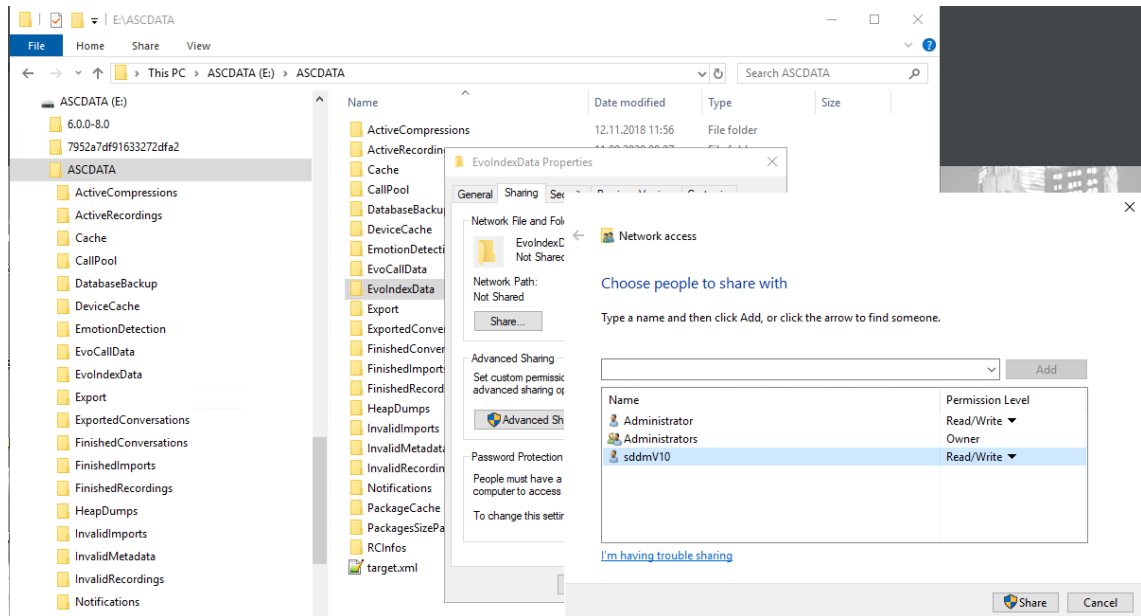 E:\ASCDATA
File Home Share View
This PC > ASCDATA (E:) > ASCDATA
Search ASCDATA
ASCDATA (E:)
6.0.0-8.0
7952a7df91633272dfa2
ASCDATA
ActiveCompressions
ActiveRecordings
Cache
CallPool
DatabaseBackup
DeviceCache
EmotionDetection
EvoCallData
EvoIndexData
Export
ExportedConversations
FinishedConversations
FinishedImports
FinishedRecordings
HeapDumps
InvalidImports
InvalidMetadata
InvalidRecordings
Notifications
Name Date modified Type Size
ActiveCompressions 12.11.2018 11:56 File folder
ActiveRecordin
Cache
CallPool
DatabaseBackup
DeviceCache
EmotionDetecti
EvoCallData
EvoIndexData
Export
ExportedConver
FinishedConver
FinishedImport
FinishedRecord
HeapDumps
InvalidImports
InvalidMetadata
InvalidRecordin
Notifications
PackageCache
PackagesSizePa
RCInfos
target.xml
EvoIndexData Properties
General Sharing
Network File and Fol
EvoIndexD
Not Shared
Network Path:
Not Shared
Share...
Advanced Sharing
Set custom permissio
advanced sharing op
Advanced Sh
Password Protection
People must have a
computer to access
To change this settin
Network access
Choose people to share with
Type a name and then click Add, or click the arrow to find someone.
Add
Name Permission Level
Administrator Read/Write
Administrators Owner
sddmV10 Read/Write
I'm having trouble sharing
Share Cancel